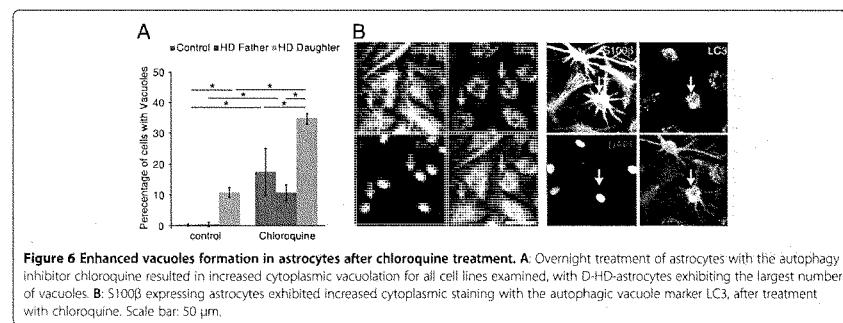 A
B
Control HD Father HD Daughter
Perecentage of cells with Vacuoles
50
40
30
20
10
0
* *
* *
* *
control Chloroquine
S100β LC3
DAPI
Figure 6 Enhanced vacuoles formation in astrocytes after chloroquine treatment. A: Overnight treatment of astrocytes with the autophagy
inhibitor chloroquine resulted in increased cytoplasmic vacuolation for all cell lines examined, with D-HD-astrocytes exhibiting the largest number
of vacuoles. B: S100β expressing astrocytes exhibited increased cytoplasmic staining with the autophagic vacuole marker LC3, after treatment
with chloroquine. Scale bar: 50 μm.